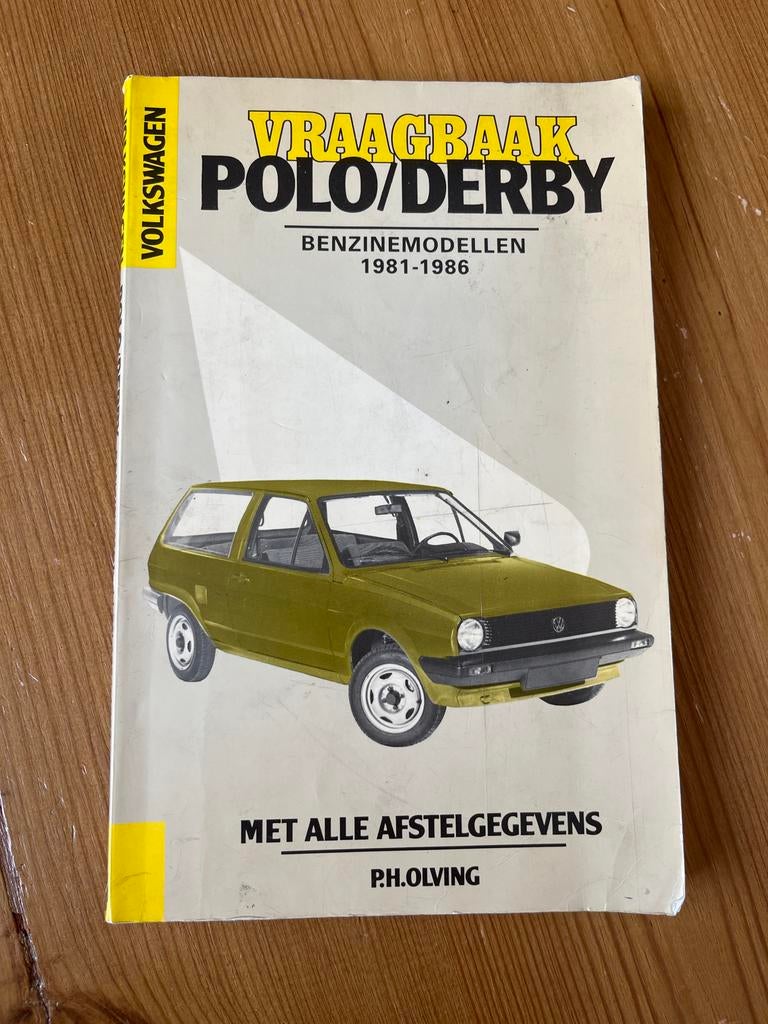 VOLKSWAGEN
VRAAGBAAK
POLO/DERBY
BENZINEMODELLEN
1981-1986
MET ALLE AFSTELGEGEVENS
P.H.OLVING